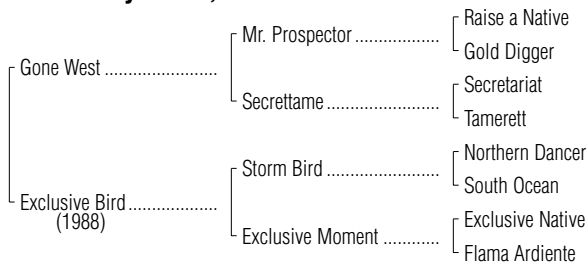 Raise a Native
Mr. Prospector ..................
Gold Digger
Gone West ........................
Secretariat
Secrettame ........................
Tamerett
Northern Dancer
Storm Bird ........................
South Ocean
Exclusive Bird ...................
(1988)
Exclusive Native
Exclusive Moment ............
Flama Ardiente